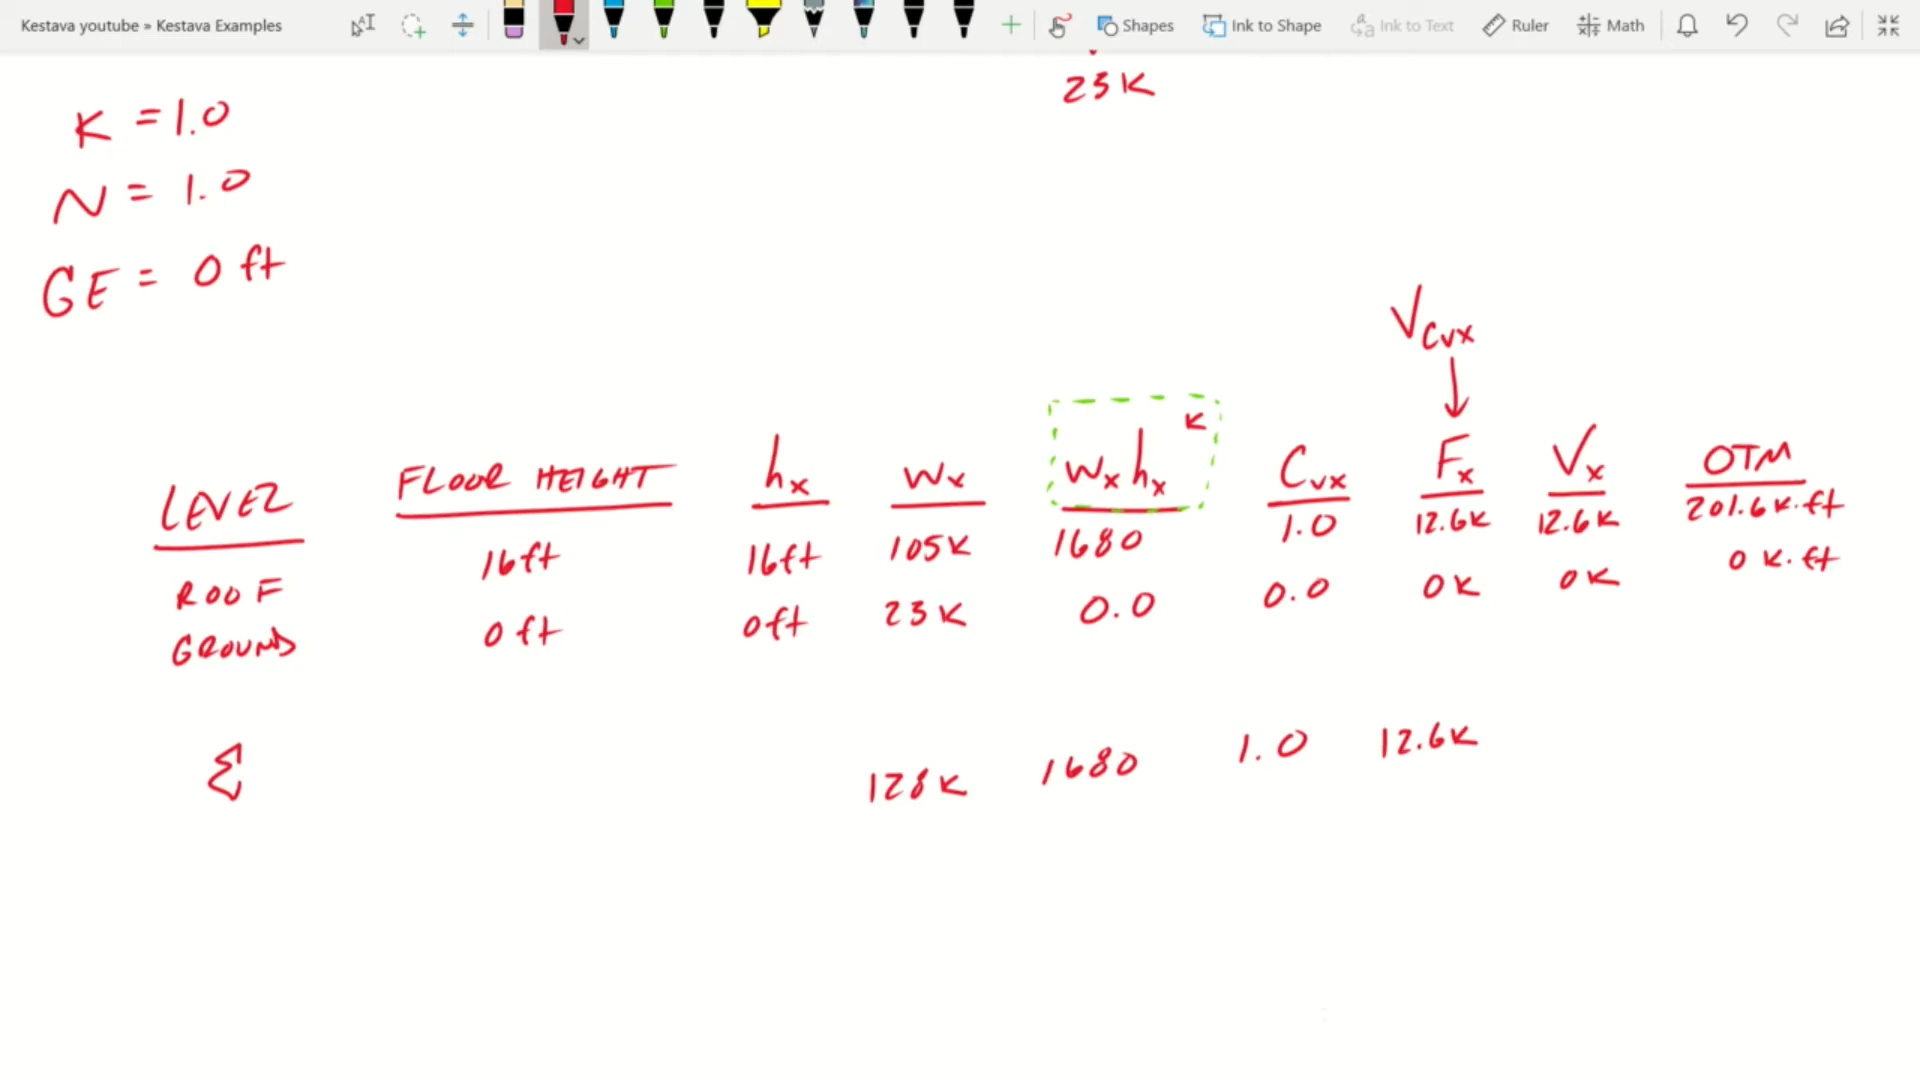 Kestava youtube » Kestava Examples
Shapes Ink to Shape Ink to Text Ruler Math
23K
K = 1.0
N = 1.0
GE = 0 ft
Vcvx
LEVEL FLOOR HEIGHT hx wx wx hx K Cvx Fx Vx OTM
ROOF 16ft 16ft 105K 1680 1.0 12.6K 12.6K 201.6K·ft
GROUND 0ft 0ft 23K 0.0 0.0 0K 0K 0 K·ft
Σ 128K 1680 1.0 12.6K